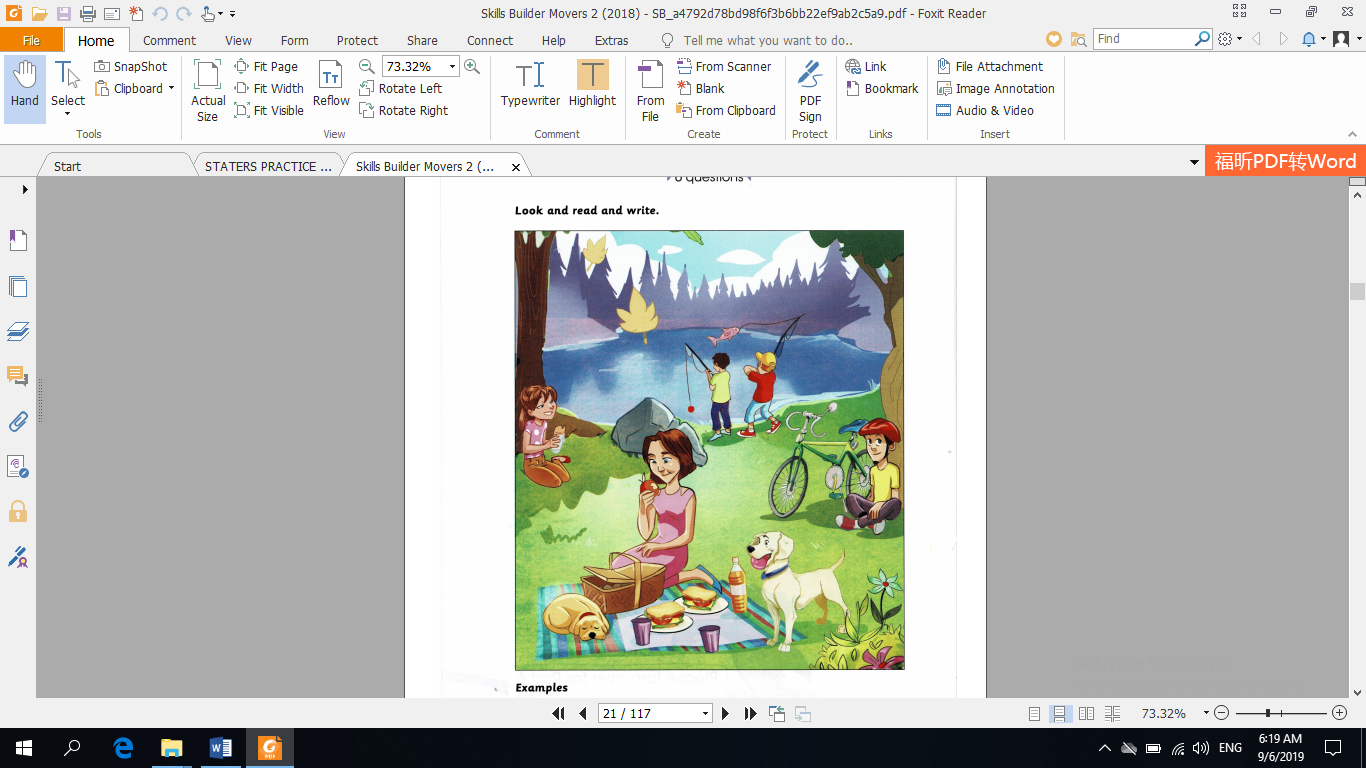 Skills Builder Movers 2 (2018) - SB_a4792d78bd98f6f3b6bb22ef9ab2c5a9.pdf - Foxit Reader
File Home Comment View Form Protect Share Connect Help Extras Tell me what you want to do.. Find
Hand
Select
SnapShot
Clipboard
Tools
Actual Size
Fit Page
Fit Width
Fit Visible
Reflow
73.32%
Rotate Left
Rotate Right
View
Typewriter
Highlight
Comment
From File
From Scanner
Blank
From Clipboard
Create
PDF Sign
Protect
Link
Bookmark
Links
File Attachment
Image Annotation
Audio & Video
Insert
Start
STATERS PRACTICE ...
Skills Builder Movers 2 (...
福昕PDF转Word
questions
Look and read and write.
Examples
21 / 117
73.32%
ENG
6:19 AM
9/6/2019